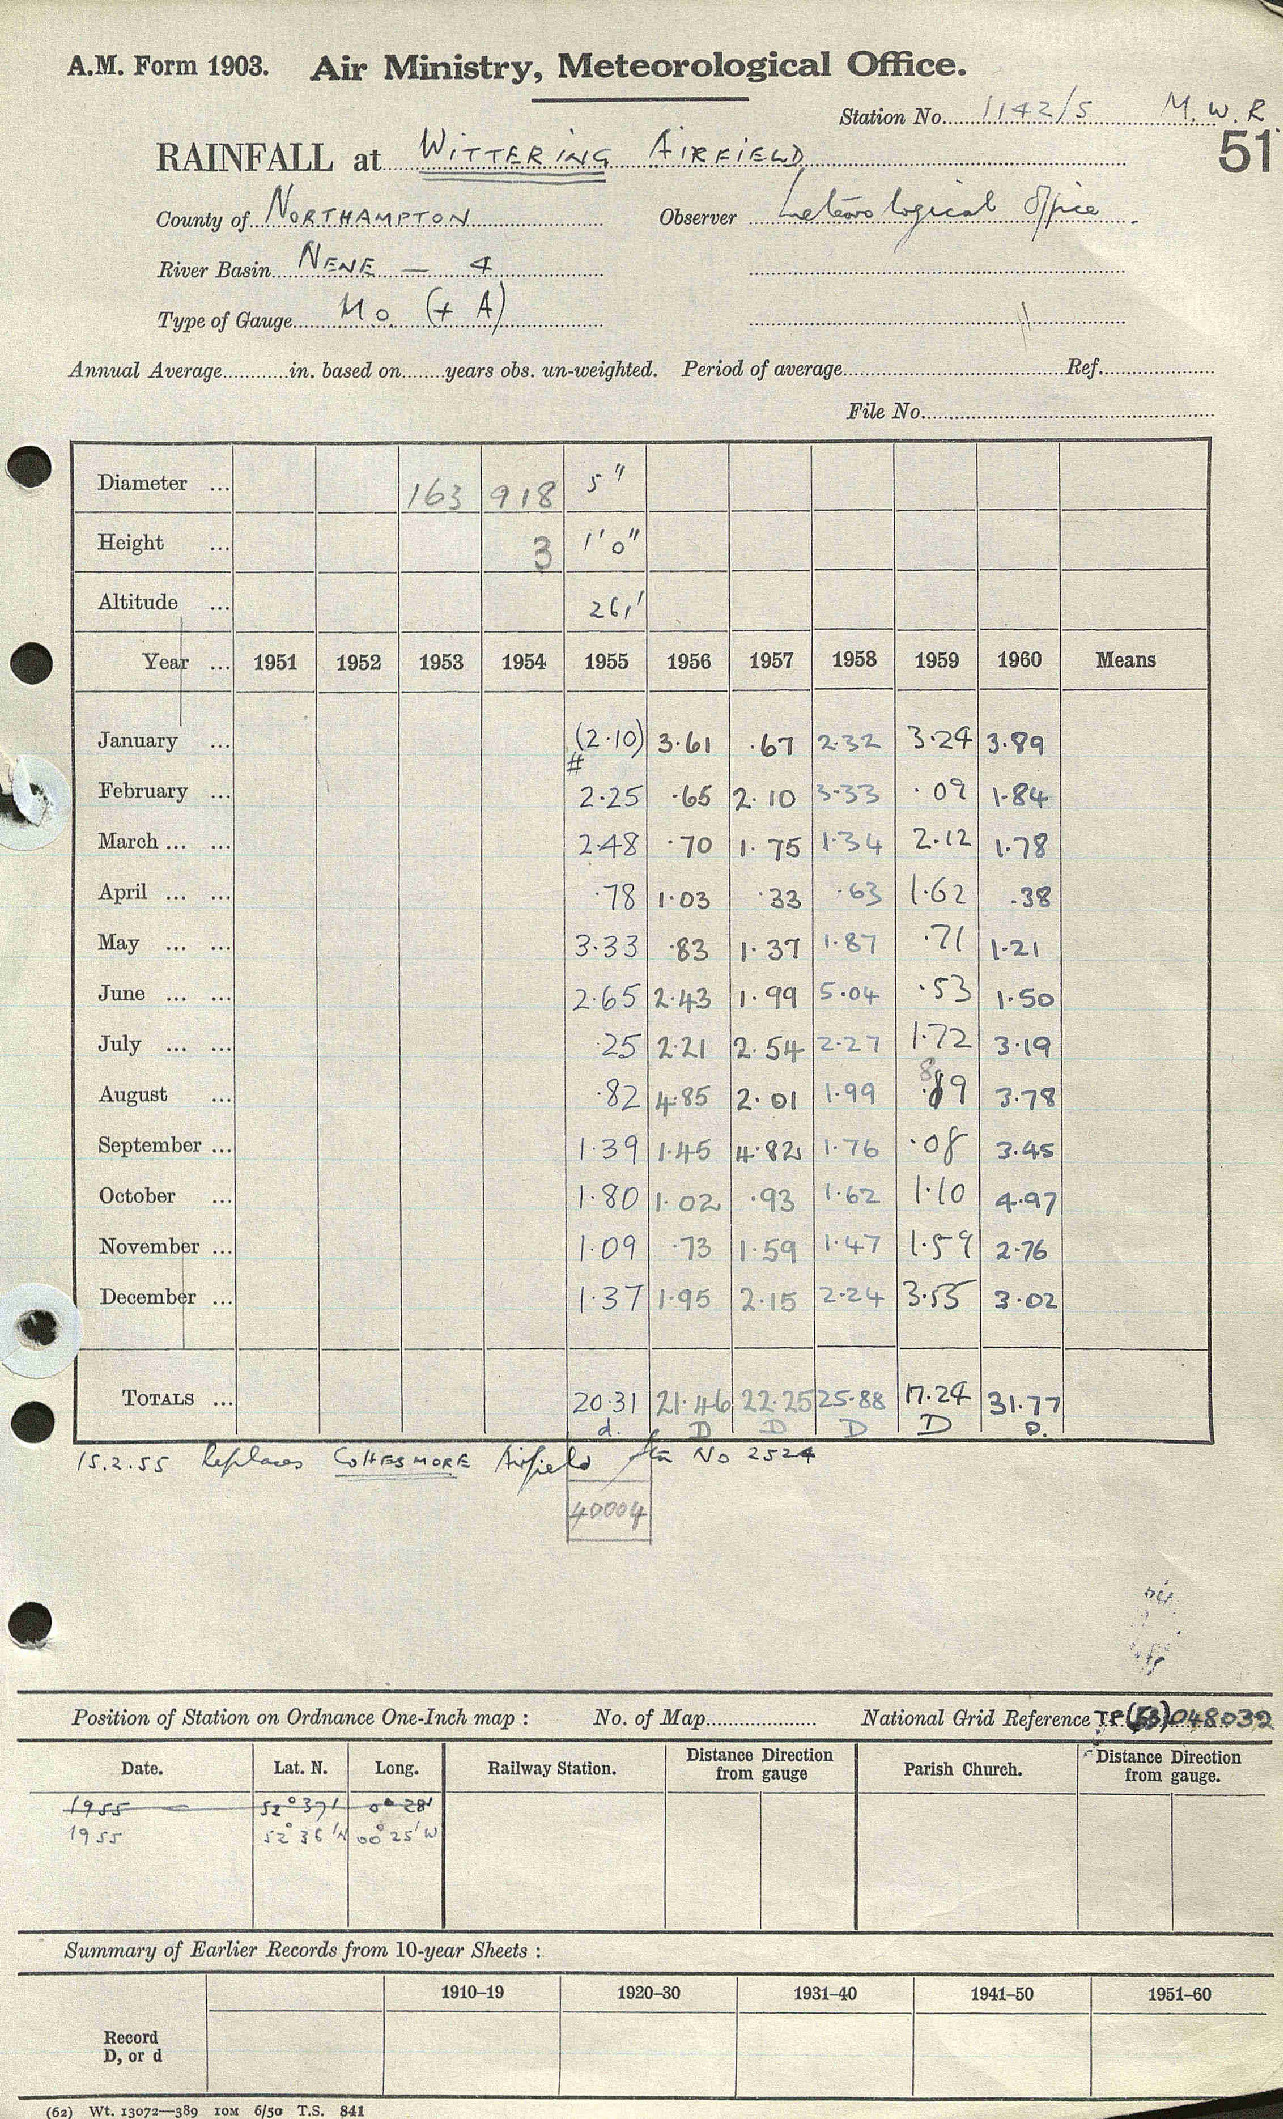 A.M. Form 1903. Air Ministry, Meteorological Office.
Station No. 1142/5 M.W.R.
51
RAINFALL at WITTERING AIRFIELD
County of NORTHAMPTON Observer Meteorological Office
River Basin NENE — 4
Type of Gauge Mo. (+ A)
Annual Average............in. based on.......years obs. un-weighted. Period of average.................... Ref..............
File No..............
Diameter ... 163 918 5"
Height ... 3 1'0"
Altitude ... 261'
Year ... 1951 1952 1953 1954 1955 1956 1957 1958 1959 1960 Means
January ... (2.10) 3.61 .67 2.32 3.24 3.89
#
February ... 2.25 .65 2.10 3.33 .09 1.84
March ... ... 2.48 .70 1.75 1.34 2.12 1.78
April ... ... .78 1.03 .33 .63 1.62 .38
May ... ... 3.33 .83 1.37 1.87 .71 1.21
June ... ... 2.65 2.43 1.99 5.04 .53 1.50
July ... ... .25 2.21 2.54 2.27 1.72 3.19
August ... .82 4.85 2.01 1.99 .89 3.78
September ... 1.39 1.45 4.82 1.76 .08 3.45
October ... 1.80 1.02 .93 1.62 1.10 4.97
November ... 1.09 .73 1.59 1.47 1.59 2.76
December ... 1.37 1.95 2.15 2.24 3.55 3.02
TOTALS ... 20.31 21.46 22.25 25.88 17.24 31.77
d. D D D D D.
15.2.55 Replaces COTTESMORE Airfield Stn No 2524
40004
Position of Station on Ordnance One-Inch map : No. of Map.................... National Grid Reference T.F.(53)048032
Date. Lat. N. Long. Railway Station. Distance Direction from gauge Parish Church. Distance Direction from gauge.
1955 — 52°37' 0°28'
1955 52°36'N 00°25'W
Summary of Earlier Records from 10-year Sheets :
1910–19 1920–30 1931–40 1941–50 1951–60
Record
D, or d
(62) Wt. 13072—389 10M 6/50 T.S. 841